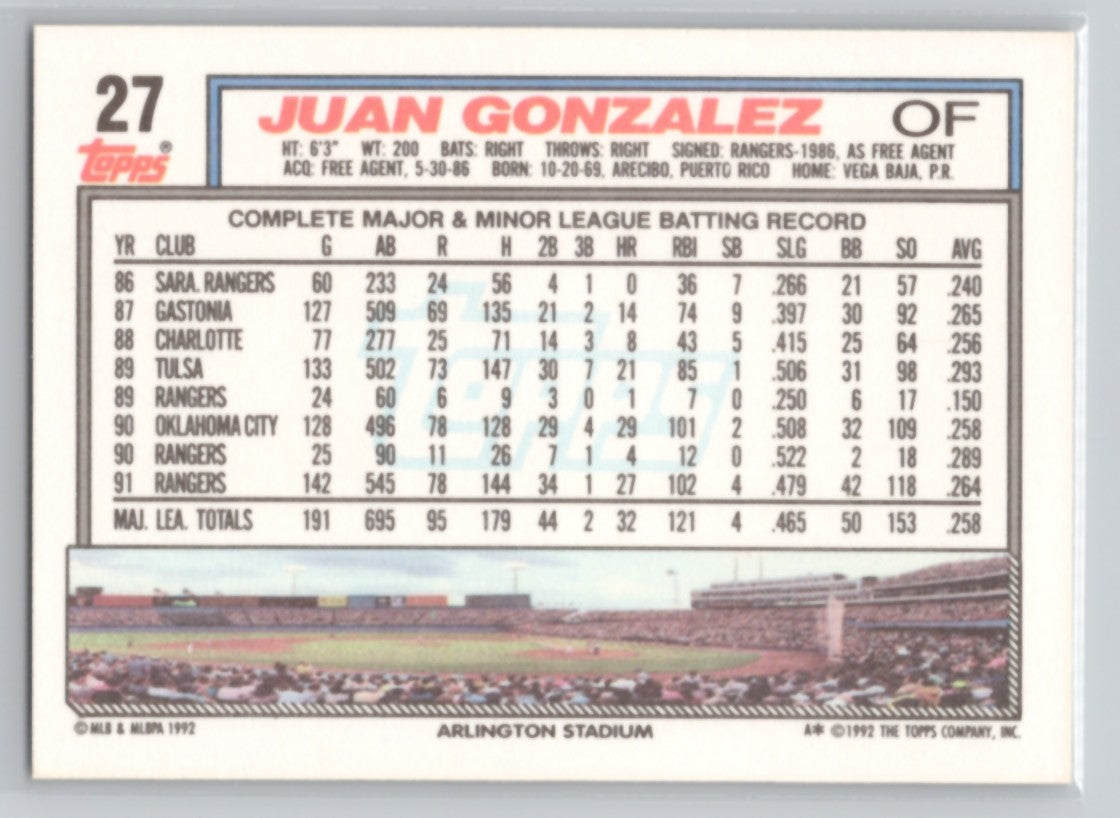 27
topps®
JUAN GONZALEZ OF
HT: 6'3" WT: 200 BATS: RIGHT THROWS: RIGHT SIGNED: RANGERS-1986, AS FREE AGENT
ACQ: FREE AGENT, 5-30-86 BORN: 10-20-69, ARECIBO, PUERTO RICO HOME: VEGA BAJA, P.R.
COMPLETE MAJOR & MINOR LEAGUE BATTING RECORD
YR CLUB G AB R H 2B 3B HR RBI SB SLG BB SO AVG
86 SARA. RANGERS 60 233 24 56 4 1 0 36 7 .266 21 57 .240
87 GASTONIA 127 509 69 135 21 2 14 74 9 .397 30 92 .265
88 CHARLOTTE 77 277 25 71 14 3 8 43 5 .415 25 64 .256
89 TULSA 133 502 73 147 30 7 21 85 1 .506 31 98 .293
89 RANGERS 24 60 6 9 3 0 1 7 0 .250 6 17 .150
90 OKLAHOMA CITY 128 496 78 128 29 4 29 101 2 .508 32 109 .258
90 RANGERS 25 90 11 26 7 1 4 12 0 .522 2 18 .289
91 RANGERS 142 545 78 144 34 1 27 102 4 .479 42 118 .264
MAJ. LEA. TOTALS 191 695 95 179 44 2 32 121 4 .465 50 153 .258
Topps
© MLB & MLBPA 1992 ARLINGTON STADIUM A* ©1992 THE TOPPS COMPANY, INC.